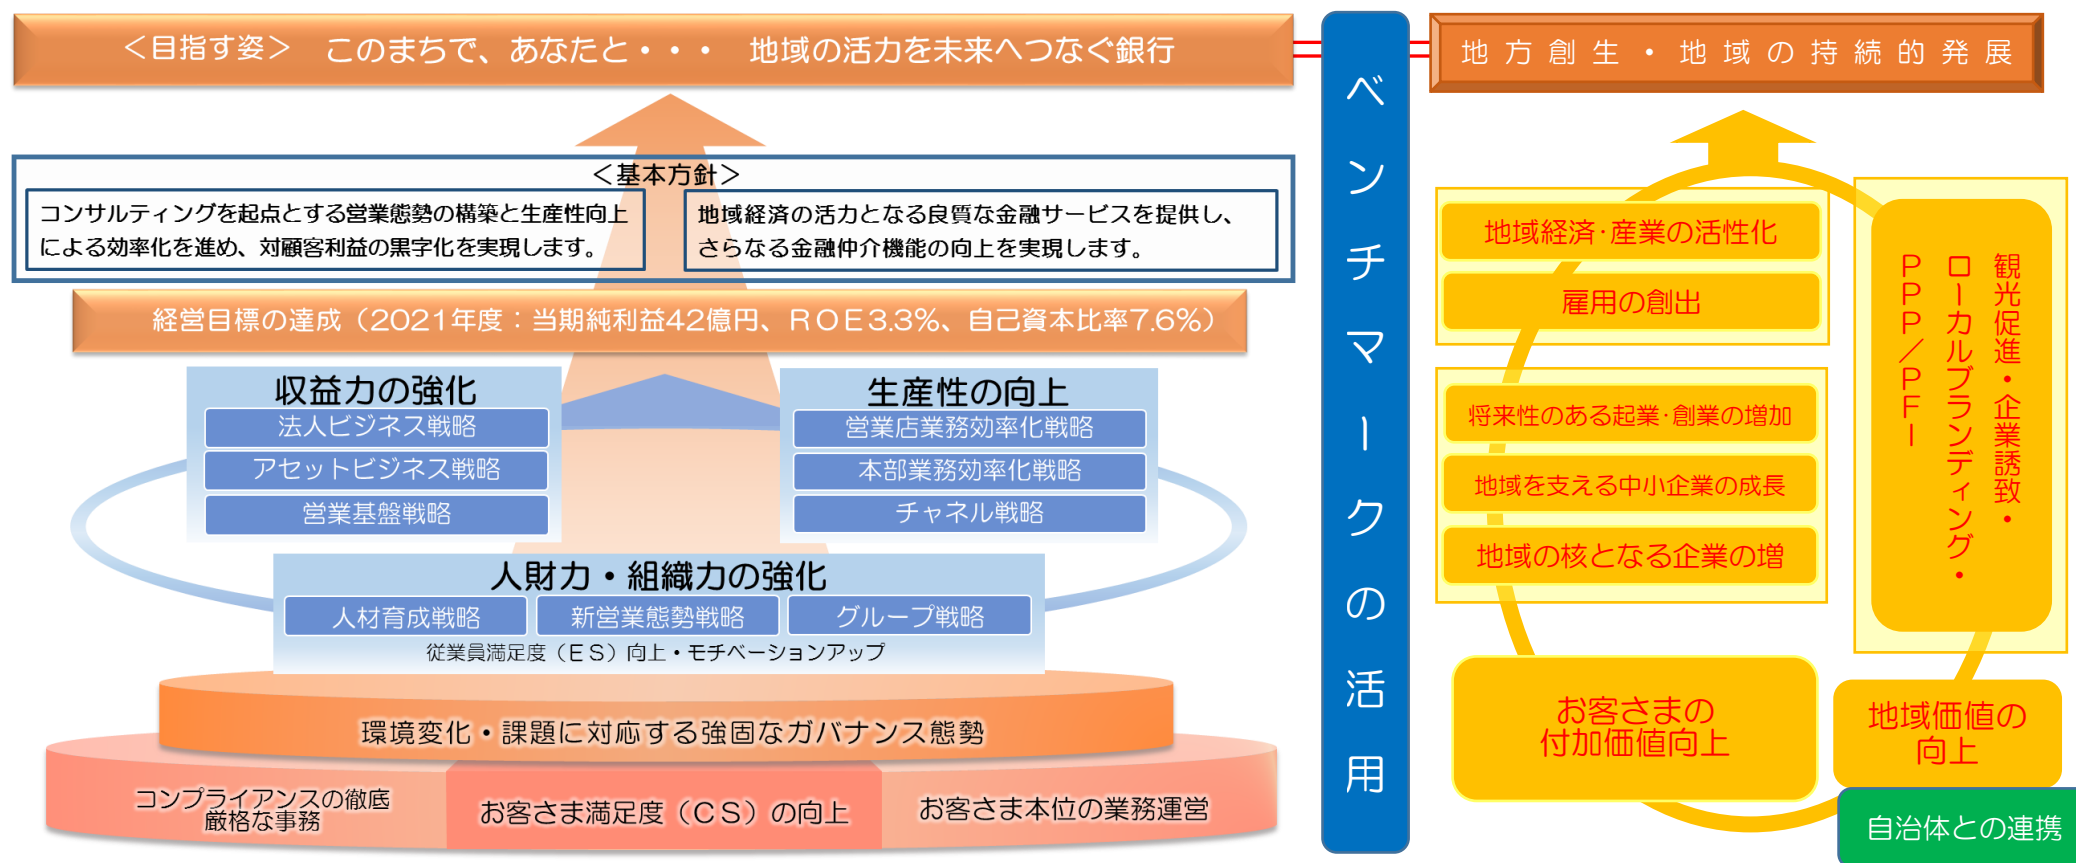 ＜目指す姿＞　このまちで、あなたと・・・　地域の活力を未来へつなぐ銀行
＜基本方針＞
コンサルティングを起点とする営業態勢の構築と生産性向上
による効率化を進め、対顧客利益の黒字化を実現します。
地域経済の活力となる良質な金融サービスを提供し、
さらなる金融仲介機能の向上を実現します。
経営目標の達成（2021年度：当期純利益42億円、ＲＯＥ3.3%、自己資本比率7.6%）
収益力の強化
法人ビジネス戦略
アセットビジネス戦略
営業基盤戦略
生産性の向上
営業店業務効率化戦略
本部業務効率化戦略
チャネル戦略
人財力・組織力の強化
人材育成戦略
新営業態勢戦略
グループ戦略
従業員満足度（ＥＳ）向上・モチベーションアップ
環境変化・課題に対応する強固なガバナンス態勢
コンプライアンスの徹底
厳格な事務
お客さま満足度（ＣＳ）の向上
お客さま本位の業務運営
ベンチマークの活用
地方創生・地域の持続的発展
地域経済･産業の活性化
雇用の創出
将来性のある起業･創業の増加
地域を支える中小企業の成長
地域の核となる企業の増
観光促進・企業誘致・
ローカルブランディング・
ＰＰＰ／ＰＦＩ
お客さまの
付加価値向上
地域価値の
向上
自治体との連携